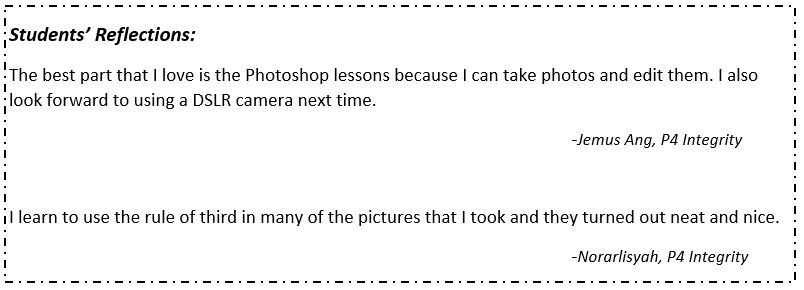 Students’ Reflections:
The best part that I love is the Photoshop lessons because I can take photos and edit them. I also
look forward to using a DSLR camera next time.
-Jemus Ang, P4 Integrity
I learn to use the rule of third in many of the pictures that I took and they turned out neat and nice.
-Norarlisyah, P4 Integrity